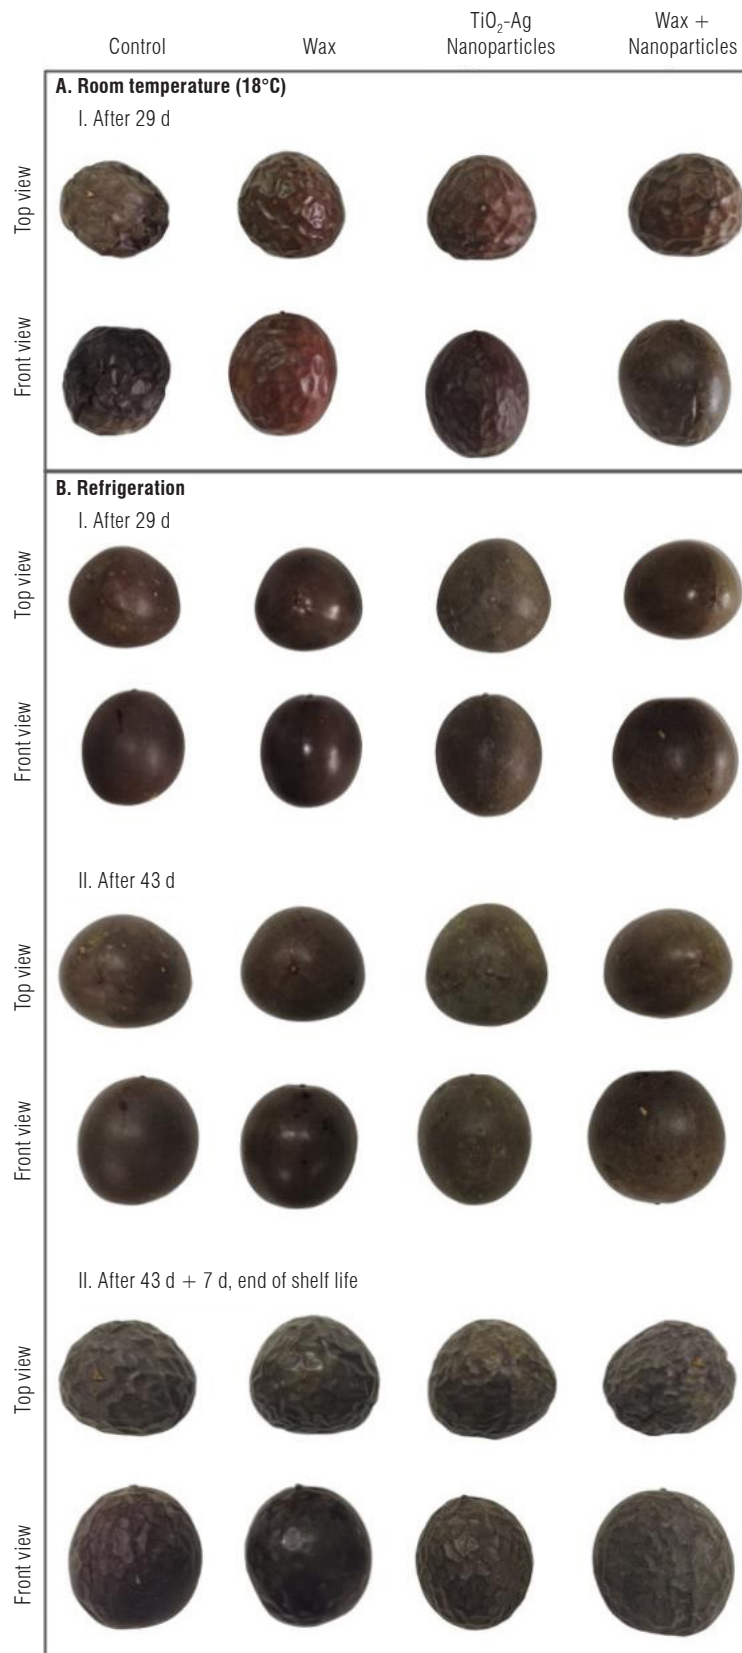 Control
Wax
TiO₂-Ag
Nanoparticles
Wax +
Nanoparticles
A. Room temperature (18°C)
I. After 29 d
Top view
Front view
B. Refrigeration
I. After 29 d
Top view
Front view
II. After 43 d
Top view
Front view
II. After 43 d + 7 d, end of shelf life
Top view
Front view